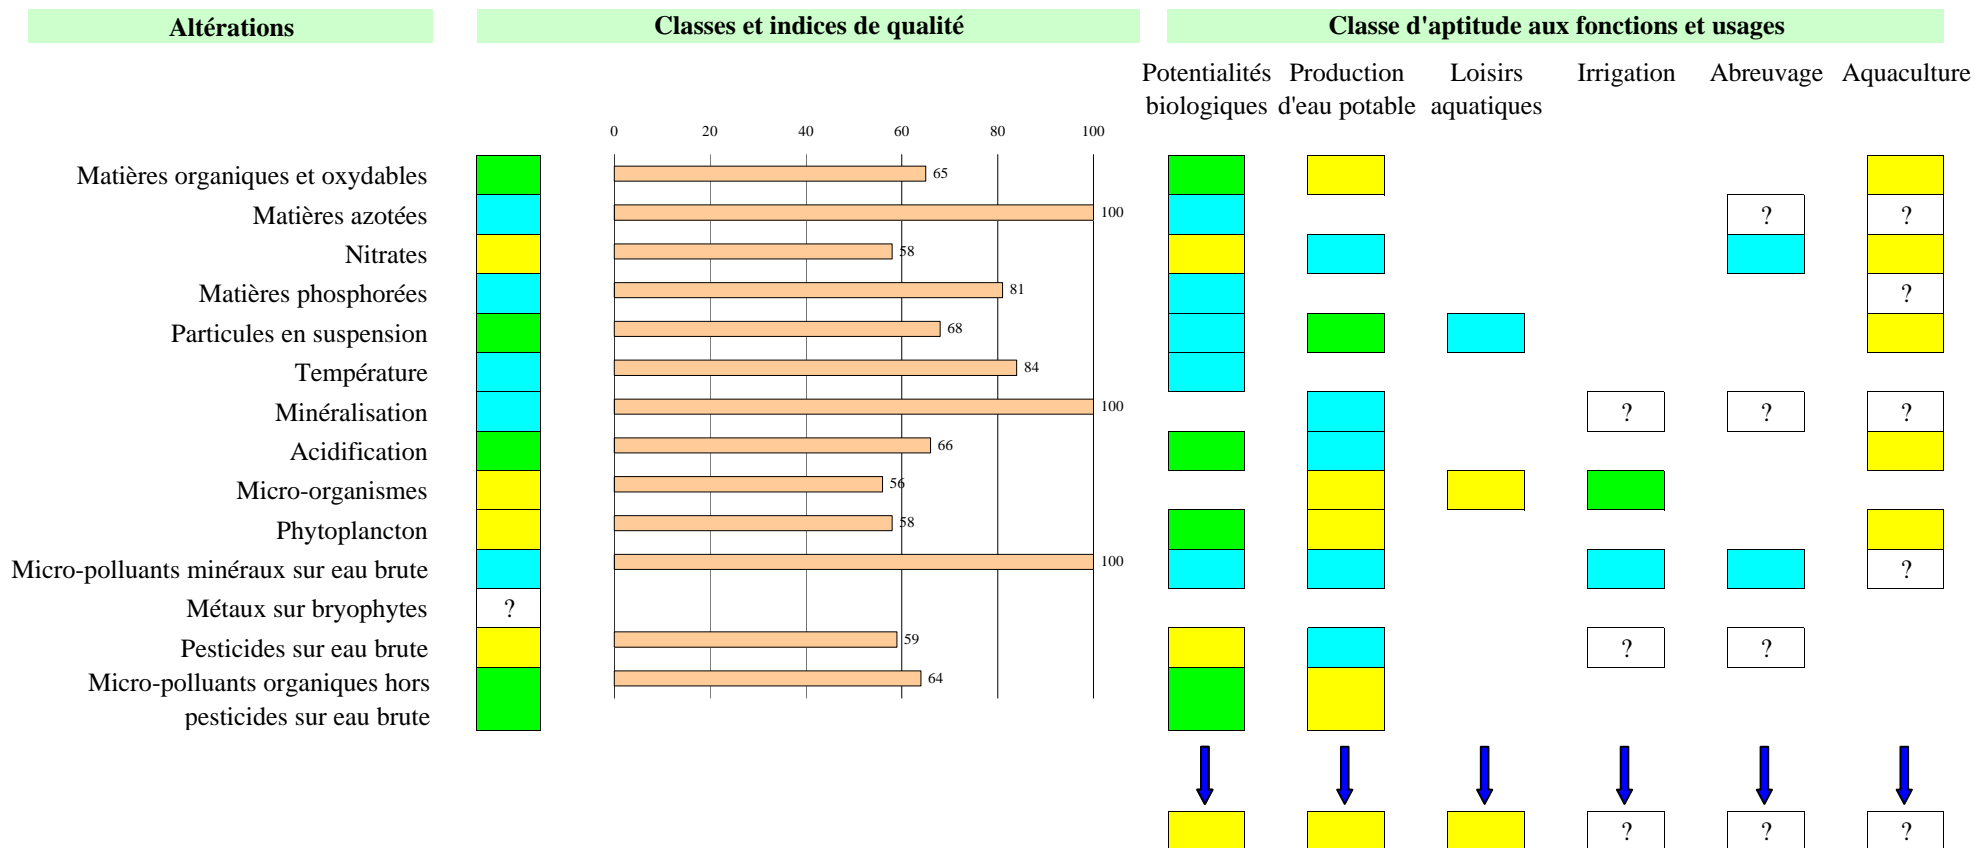 Altérations
Classes et indices de qualité
Classe d'aptitude aux fonctions et usages
Potentialités Production Loisirs Irrigation Abreuvage Aquaculture
biologiques d'eau potable aquatiques
0 20 40 60 80 100
Matières organiques et oxydables 65
Matières azotées 100 ? ?
Nitrates 58
Matières phosphorées 81 ?
Particules en suspension 68
Température 84
Minéralisation 100 ? ? ?
Acidification 66
Micro-organismes 56
Phytoplancton 58
Micro-polluants minéraux sur eau brute 100 ?
Métaux sur bryophytes ?
Pesticides sur eau brute 59 ? ?
Micro-polluants organiques hors 64
pesticides sur eau brute
? ? ?